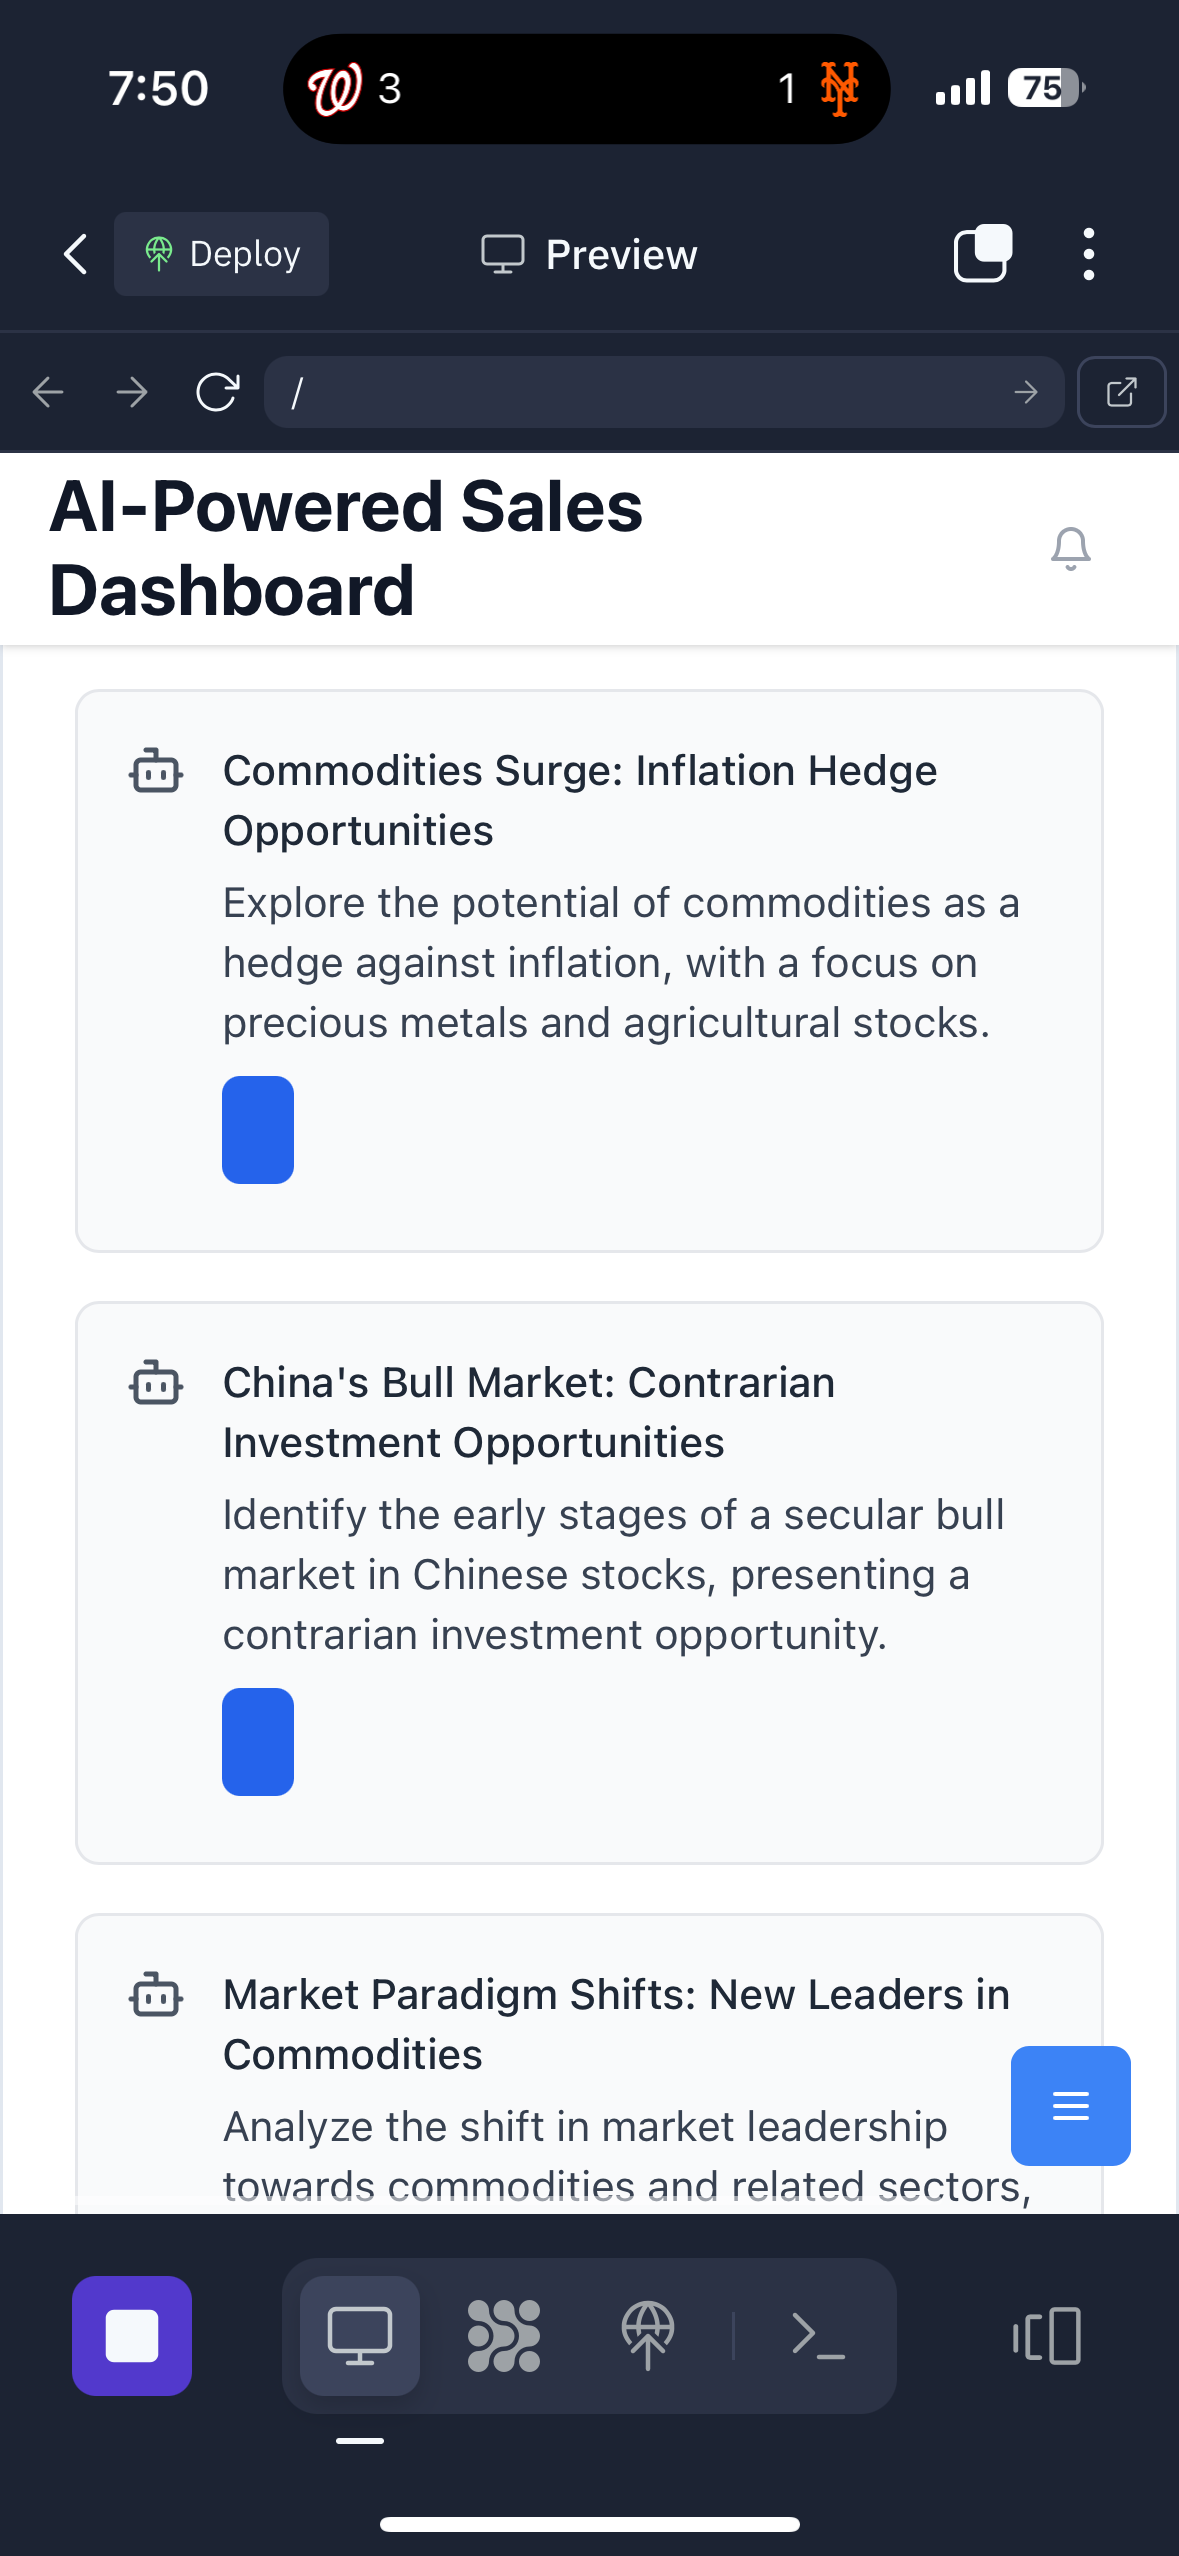 7:50
W 3
1 NY
75
Deploy
Preview
/
AI-Powered Sales
Dashboard
Commodities Surge: Inflation Hedge
Opportunities
Explore the potential of commodities as a
hedge against inflation, with a focus on
precious metals and agricultural stocks.
China's Bull Market: Contrarian
Investment Opportunities
Identify the early stages of a secular bull
market in Chinese stocks, presenting a
contrarian investment opportunity.
Market Paradigm Shifts: New Leaders in
Commodities
Analyze the shift in market leadership
towards commodities and related sectors,